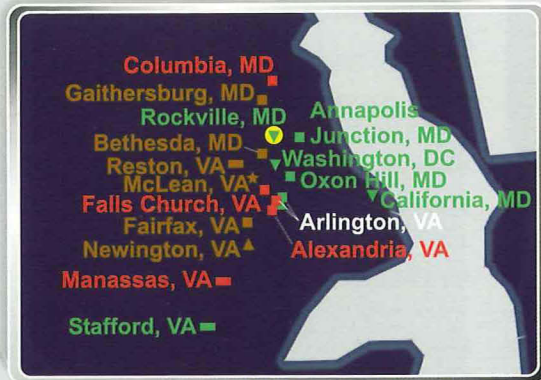 Columbia, MD
Gaithersburg, MD
Rockville, MD
Annapolis
Junction, MD
Bethesda, MD
Washington, DC
Reston, VA
McLean, VA
Oxon Hill, MD
California, MD
Falls Church, VA
Arlington, VA
Fairfax, VA
Newington, VA
Alexandria, VA
Manassas, VA
Stafford, VA